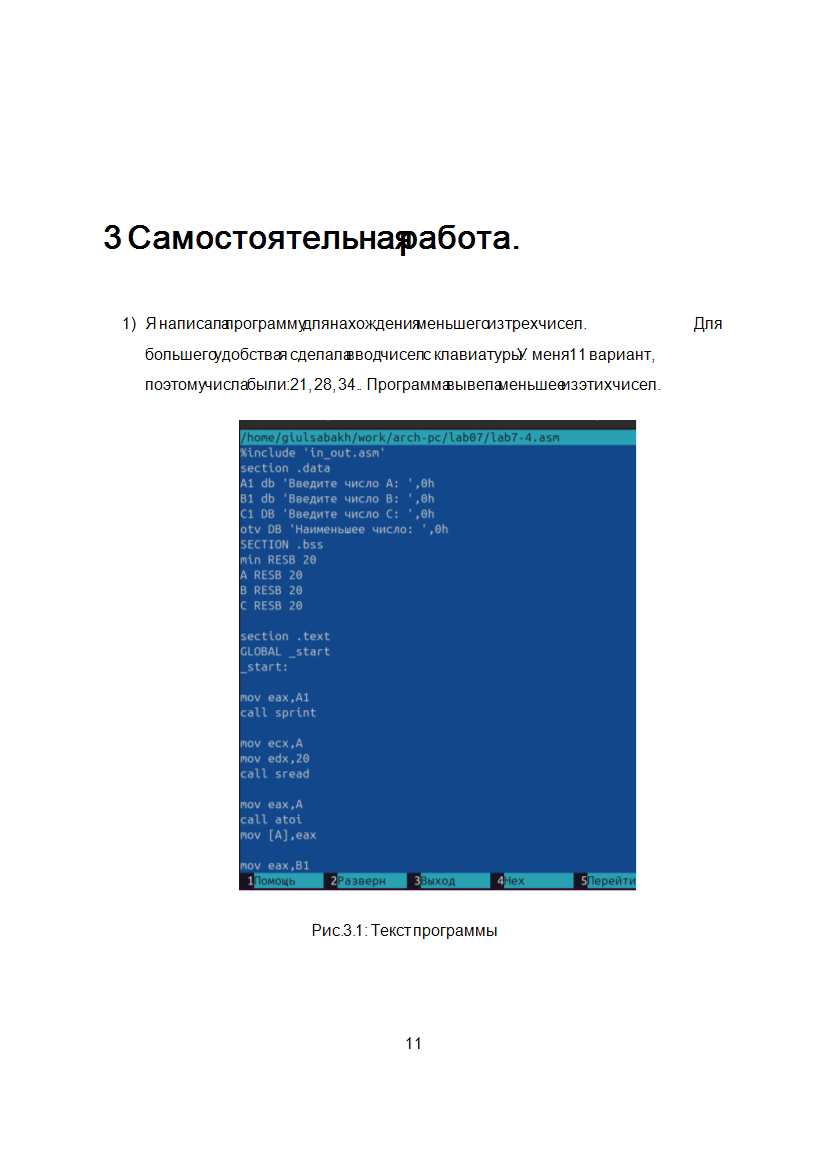 3 Самостоятельная работа.
1) Я написала программу для нахождения меньшего из трех чисел. Для
большего удобства я сделала ввод чисел с клавиатуры. У меня 11 вариант,
поэтому числа были: 21, 28, 34. . Программа вывела меньшее из этих чисел.
/home/giulsabakh/work/arch-pc/lab07/lab7-4.asm
%include 'in_out.asm'
section .data
A1 db 'Введите число A: ',0h
B1 db 'Введите число B: ',0h
C1 DB 'Введите число C: ',0h
otv DB 'Наименьшее число: ',0h
SECTION .bss
min RESB 20
A RESB 20
B RESB 20
C RESB 20
section .text
GLOBAL _start
_start:
mov eax,A1
call sprint
mov ecx,A
mov edx,20
call sread
mov eax,A
call atoi
mov [A],eax
mov eax,B1
1Помощь 2Разверн 3Выход 4Hex 5Перейти
Рис.3.1: Текст программы
11